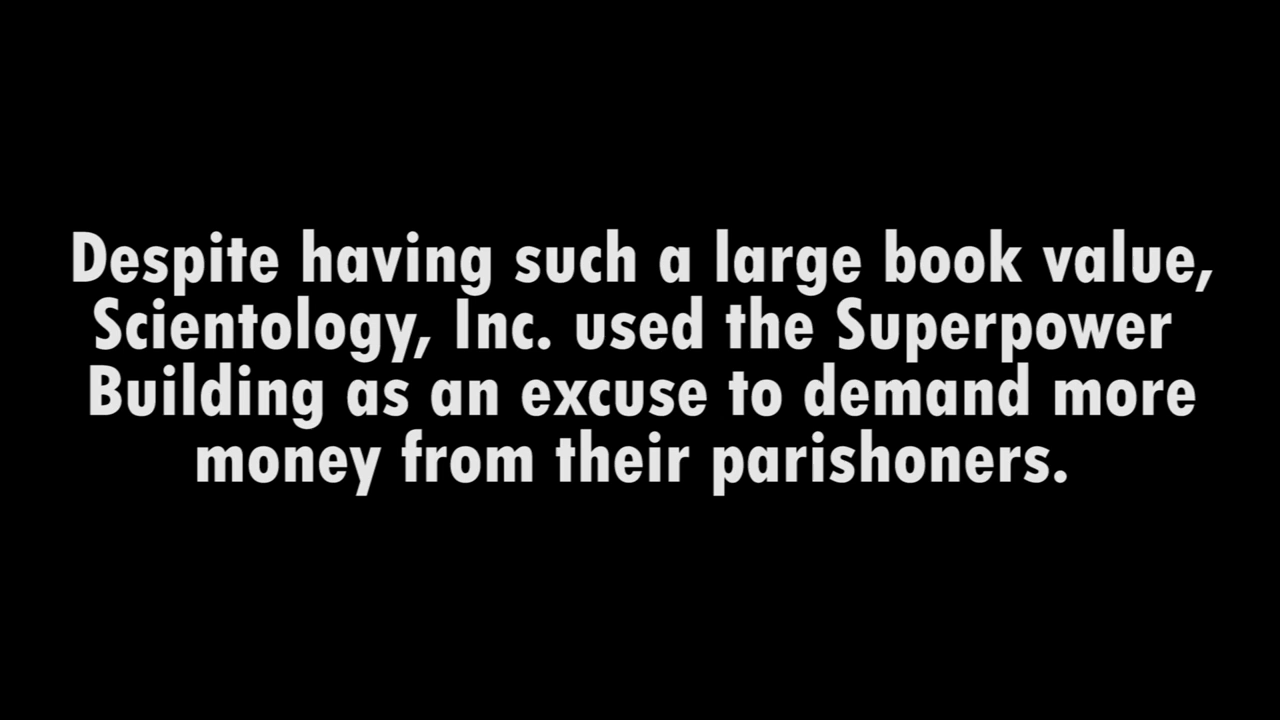 Despite having such a large book value,
Scientology, Inc. used the Superpower
Building as an excuse to demand more
money from their parishoners.